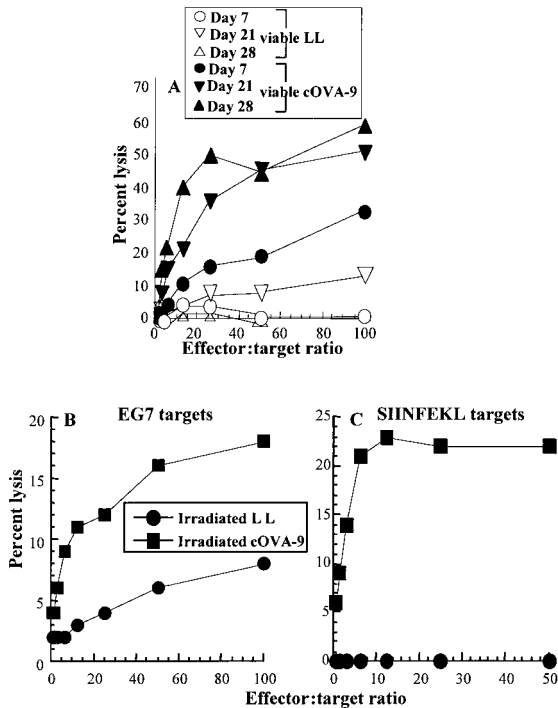 Day 7
Day 21 viable LL
Day 28
Day 7
Day 21 viable cOVA-9
Day 28
A
70
60
50
40
30
20
10
0
Percent lysis
0 20 40 60 80 100
Effector:target ratio
B EG7 targets
20
15
10
5
0
Percent lysis
0 20 40 60 80 100
Irradiated LL
Irradiated cOVA-9
C SIINFEKL targets
25
20
15
10
5
0
0 10 20 30 40 50
Effector:target ratio